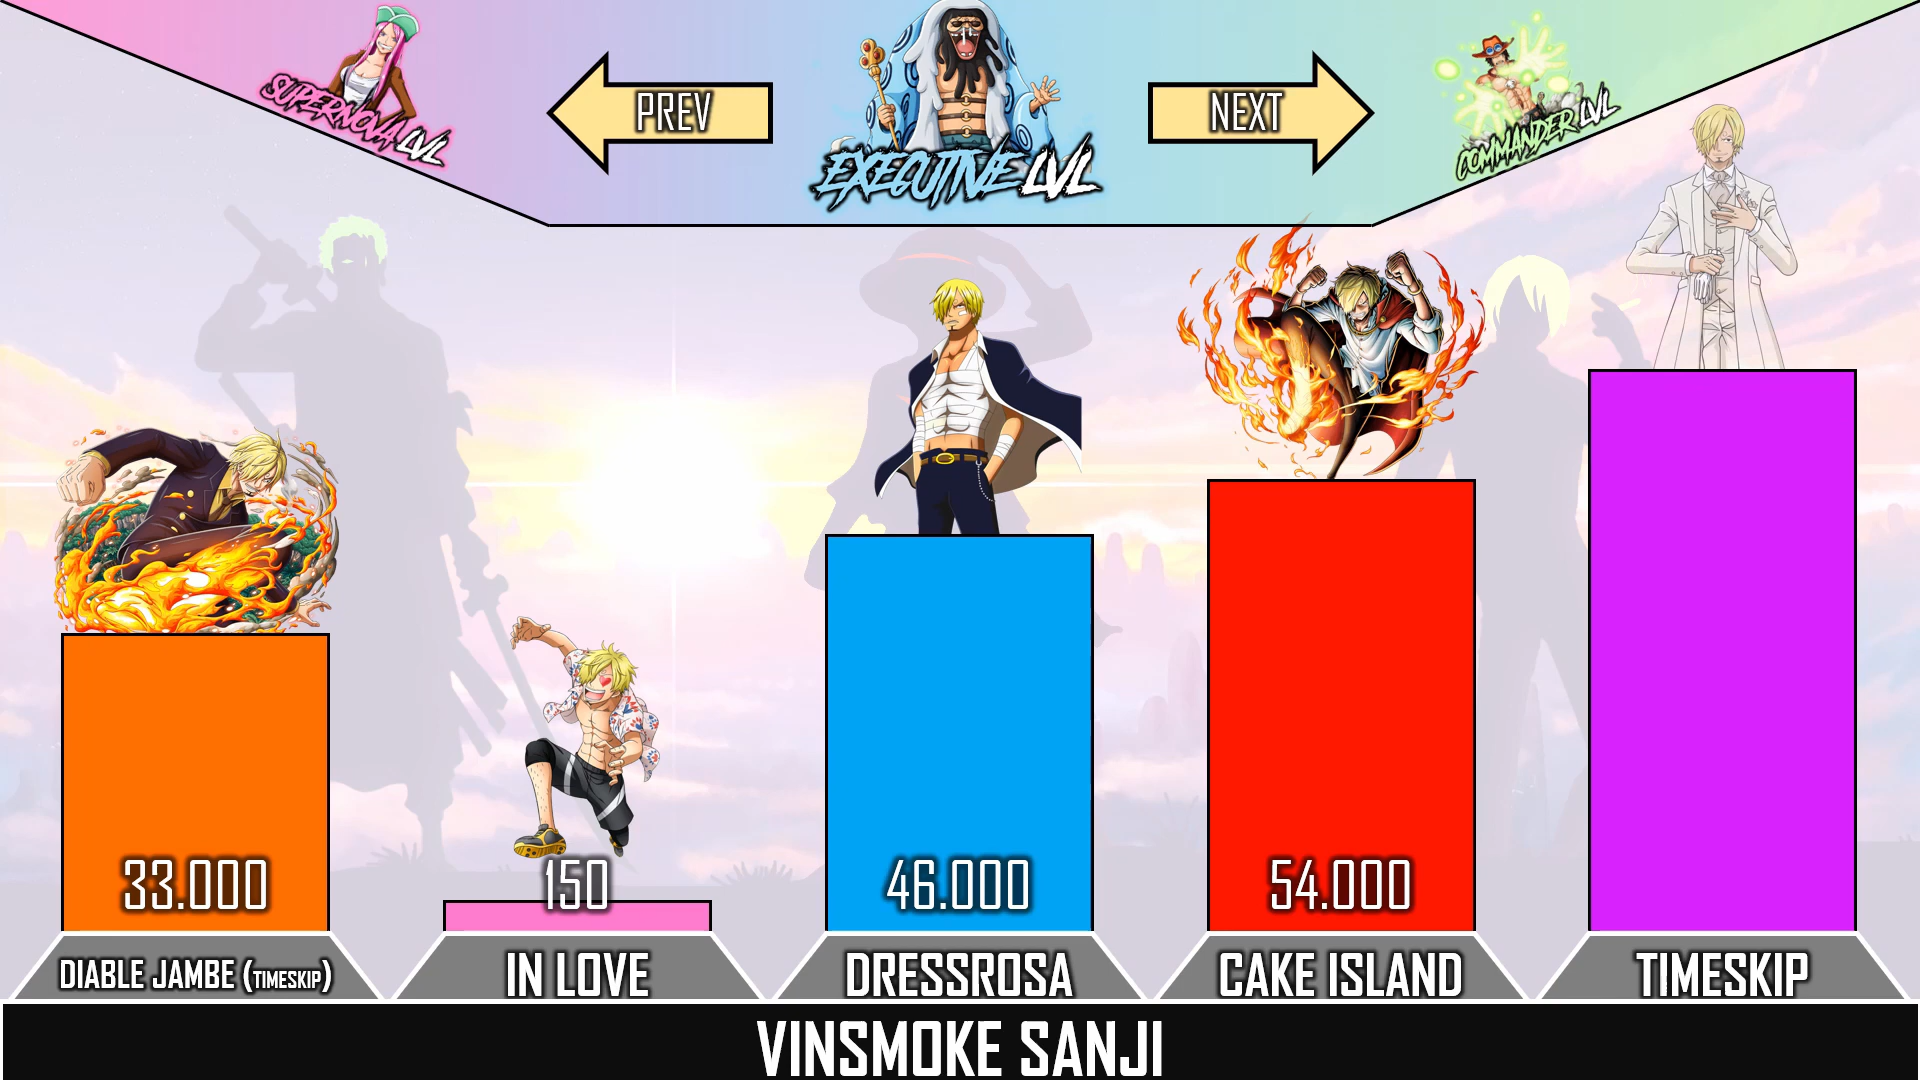 SUPERNOVA LVL
PREV
EXECUTIVE LVL
NEXT
COMMANDER LVL
33.000
150
46.000
54.000
DIABLE JAMBE (TIMESKIP)
IN LOVE
DRESSROSA
CAKE ISLAND
TIMESKIP
VINSMOKE SANJI